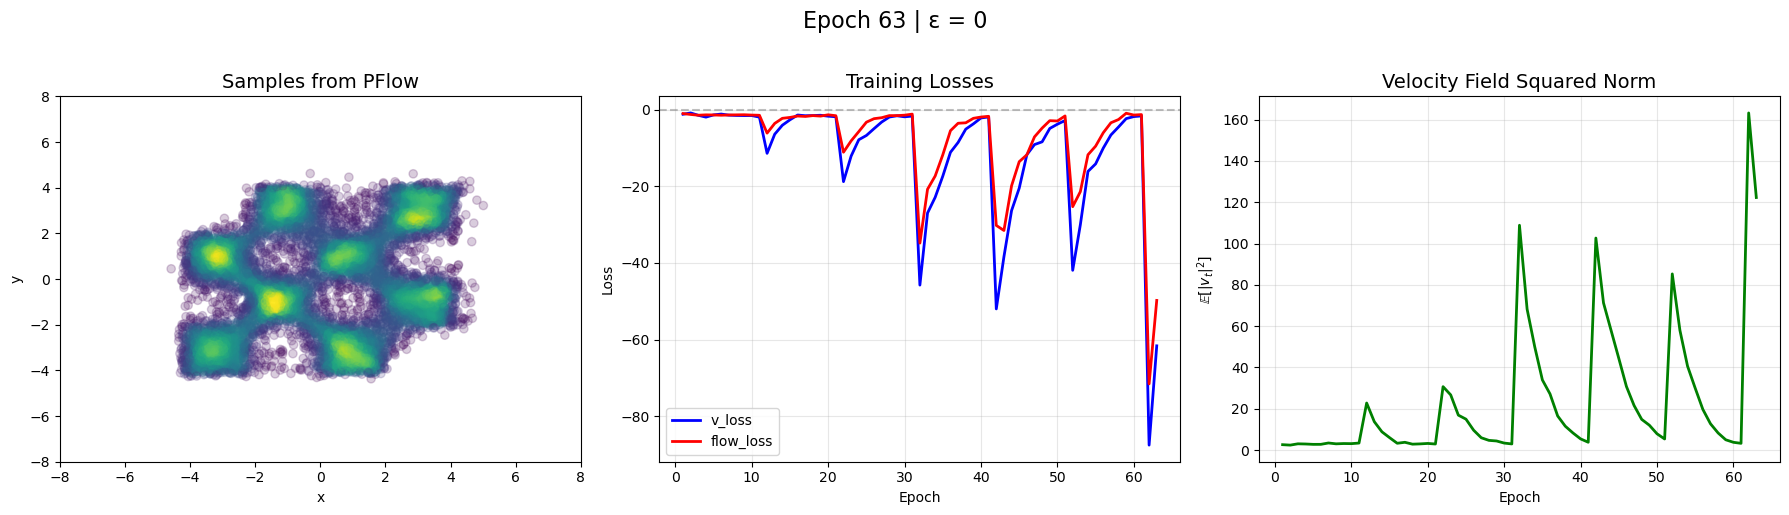 Epoch 63 | ε = 0
Samples from PFlow
8
6
4
2
0
−2
−4
−6
−8
y
−8 −6 −4 −2 0 2 4 6 8
x
Training Losses
0
−20
−40
−60
−80
Loss
v_loss
flow_loss
0 10 20 30 40 50 60
Epoch
Velocity Field Squared Norm
160
140
120
100
80
60
40
20
0
𝔼[|v_t|²]
0 10 20 30 40 50 60
Epoch